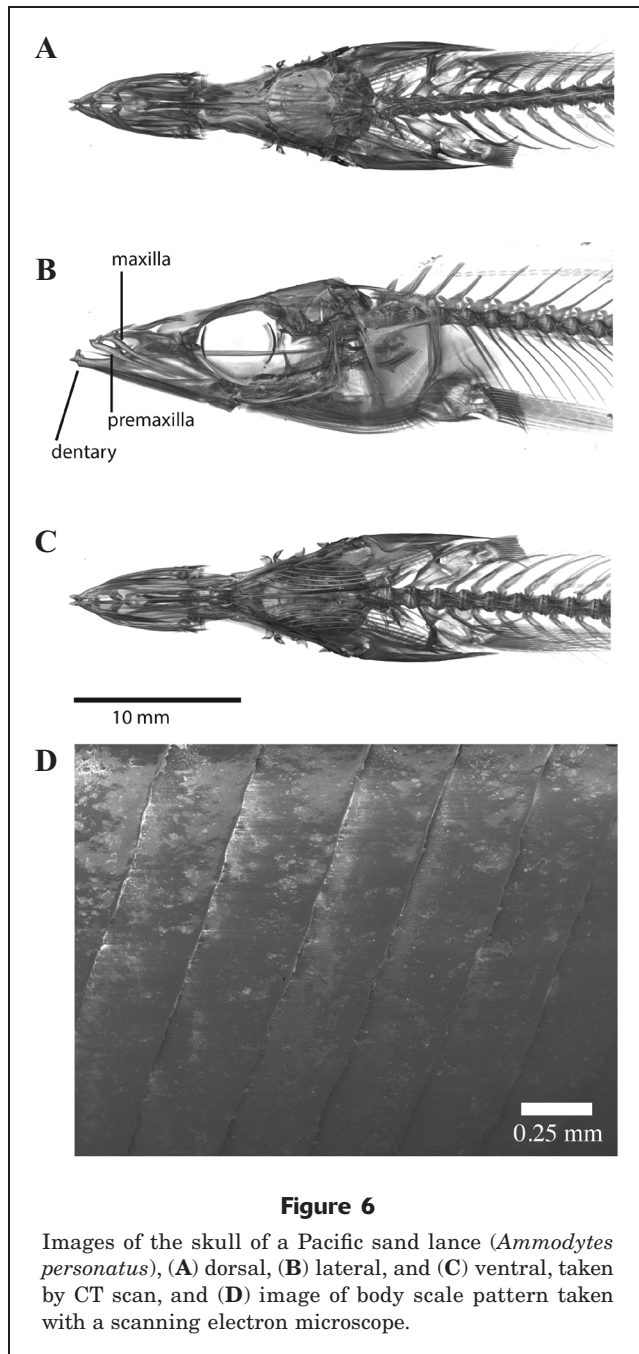 A
B
maxilla
premaxilla
dentary
C
10 mm
D
0.25 mm
Figure 6
Images of the skull of a Pacific sand lance (Ammodytes
personatus), (A) dorsal, (B) lateral, and (C) ventral, taken
by CT scan, and (D) image of body scale pattern taken
with a scanning electron microscope.